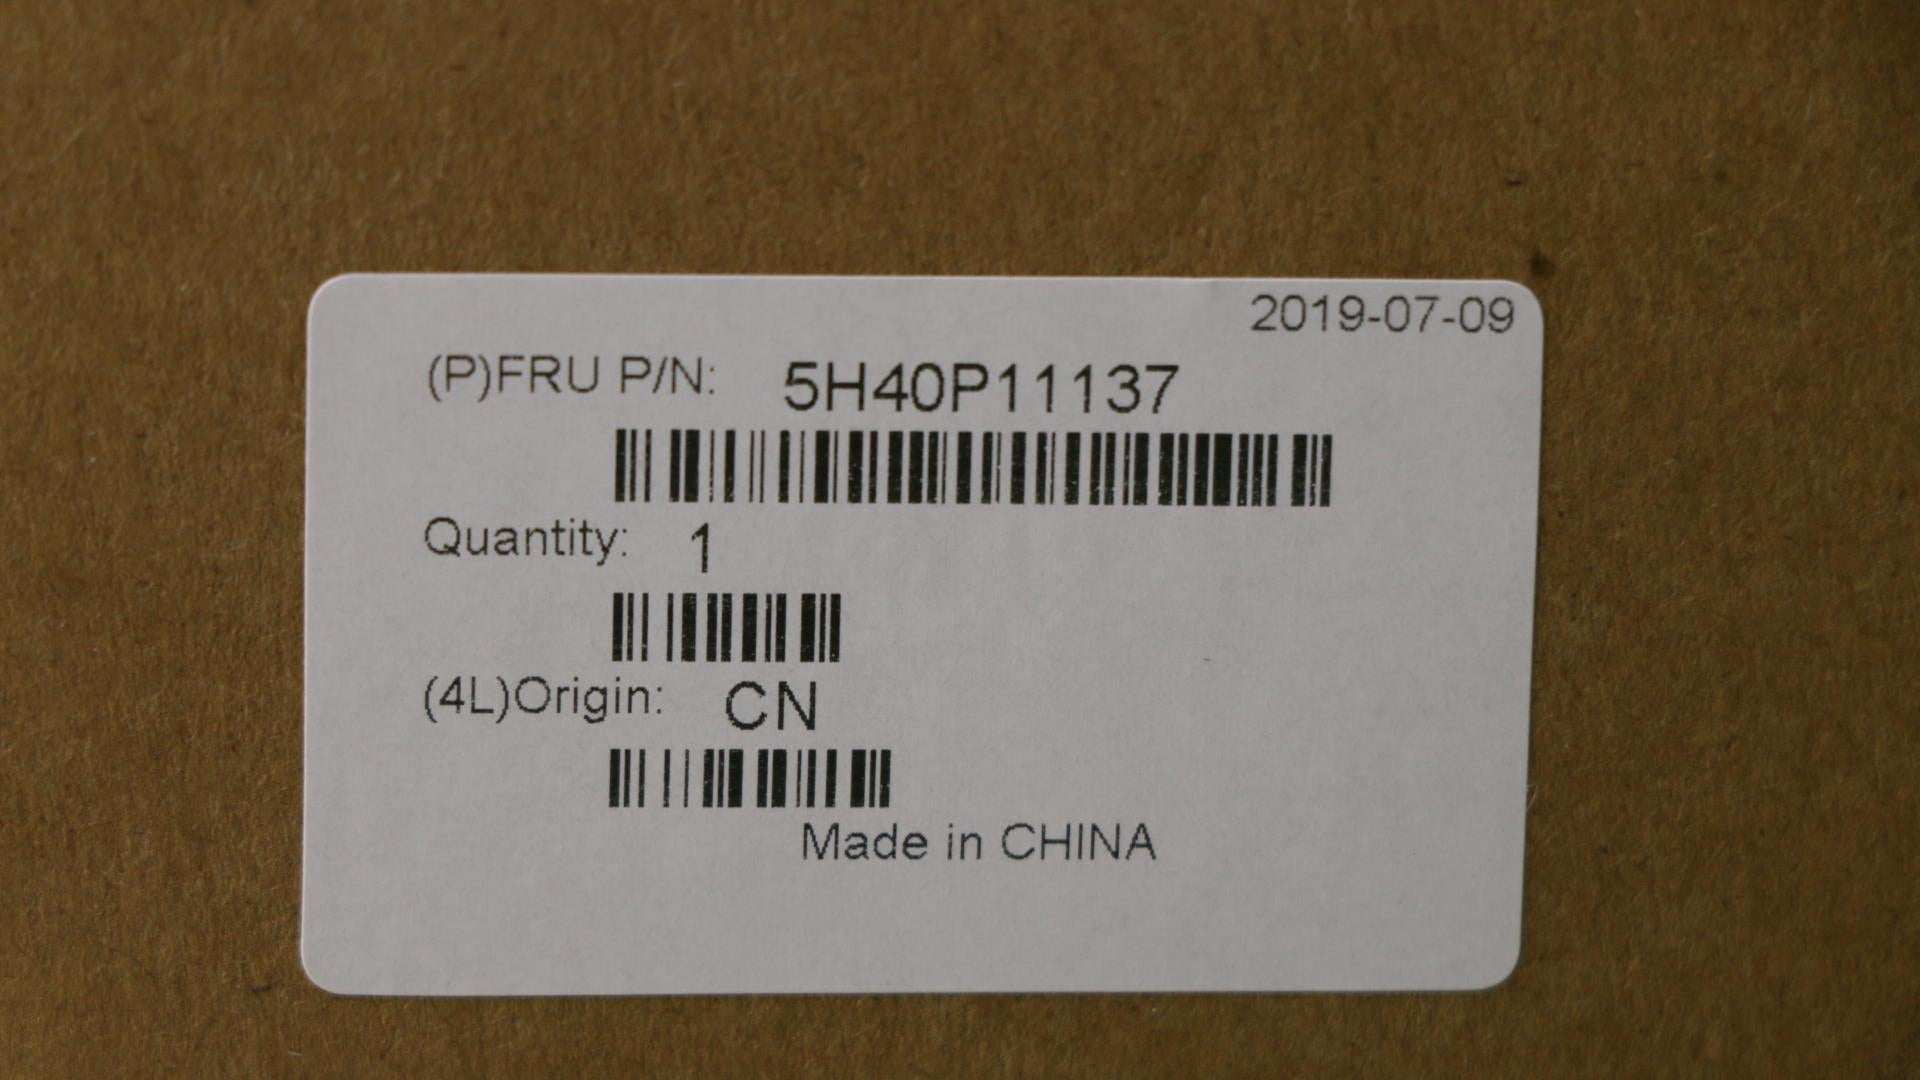 2019-07-09
(P)FRU P/N: 5H40P11137
Quantity: 1
(4L)Origin: CN
Made in CHINA